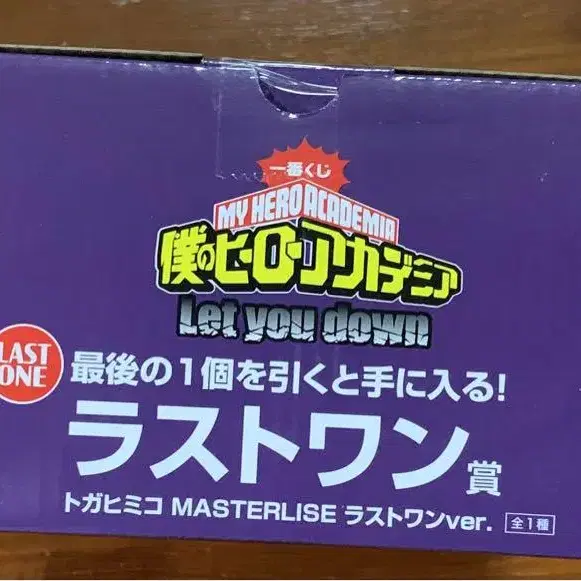 一番くじ
MY HERO ACADEMIA
僕のヒーローアカデミア
Let you down
LAST
ONE
最後の1個を引くと手に入る!
ラストワン賞
トガヒミコ MASTERLISE ラストワンver. 全1種